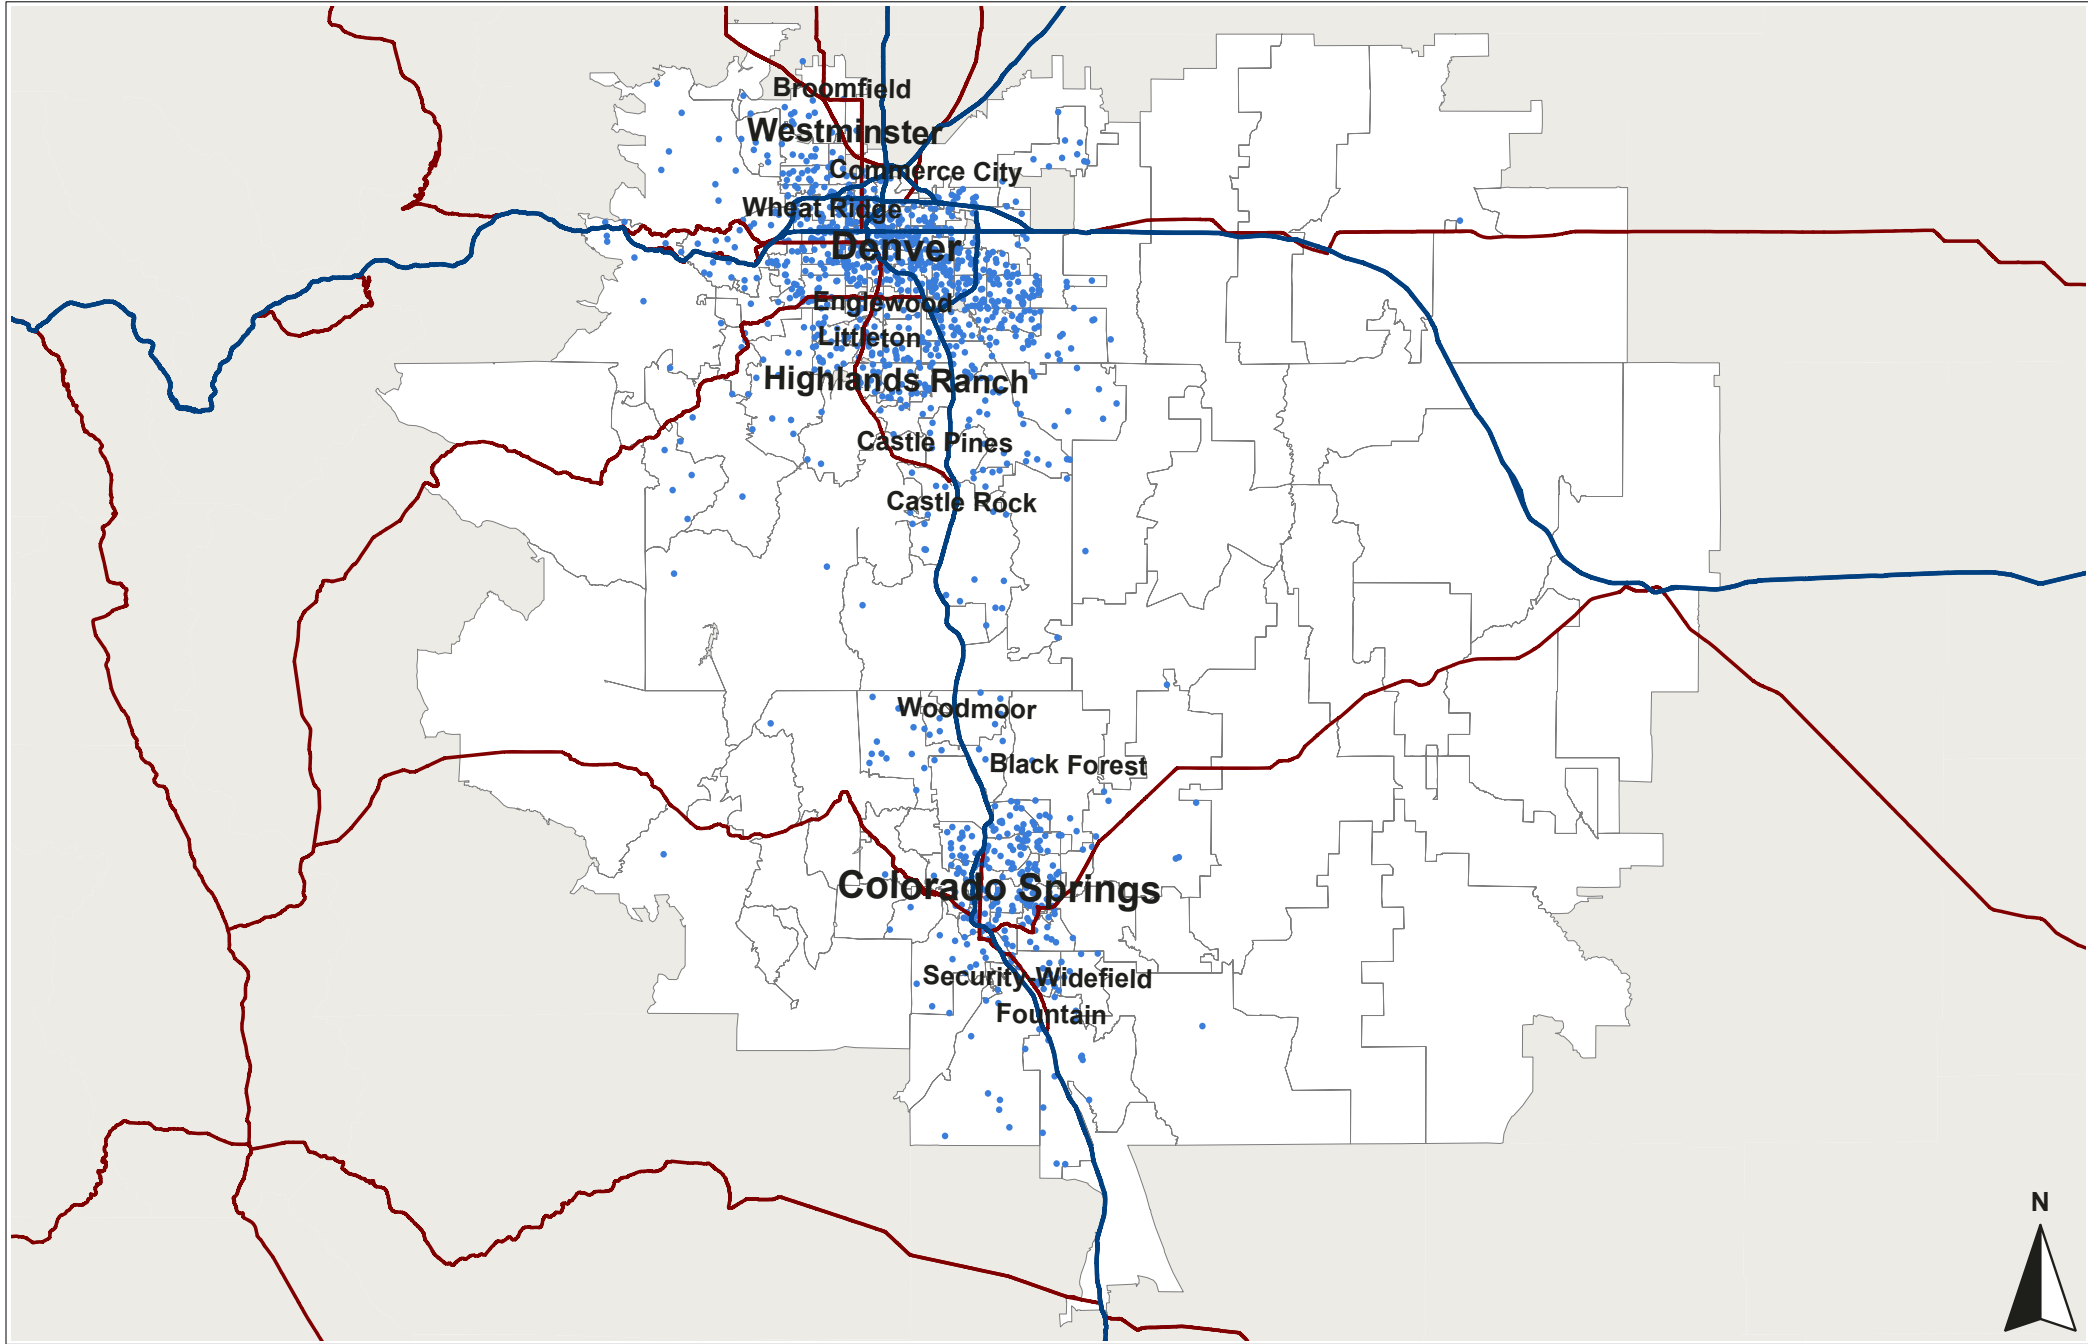 Broomfield
Westminster
Commerce City
Wheat Ridge
Denver
Englewood
Littleton
Highlands Ranch
Castle Pines
Castle Rock
Woodmoor
Black Forest
Colorado Springs
Security-Widefield
Fountain
N